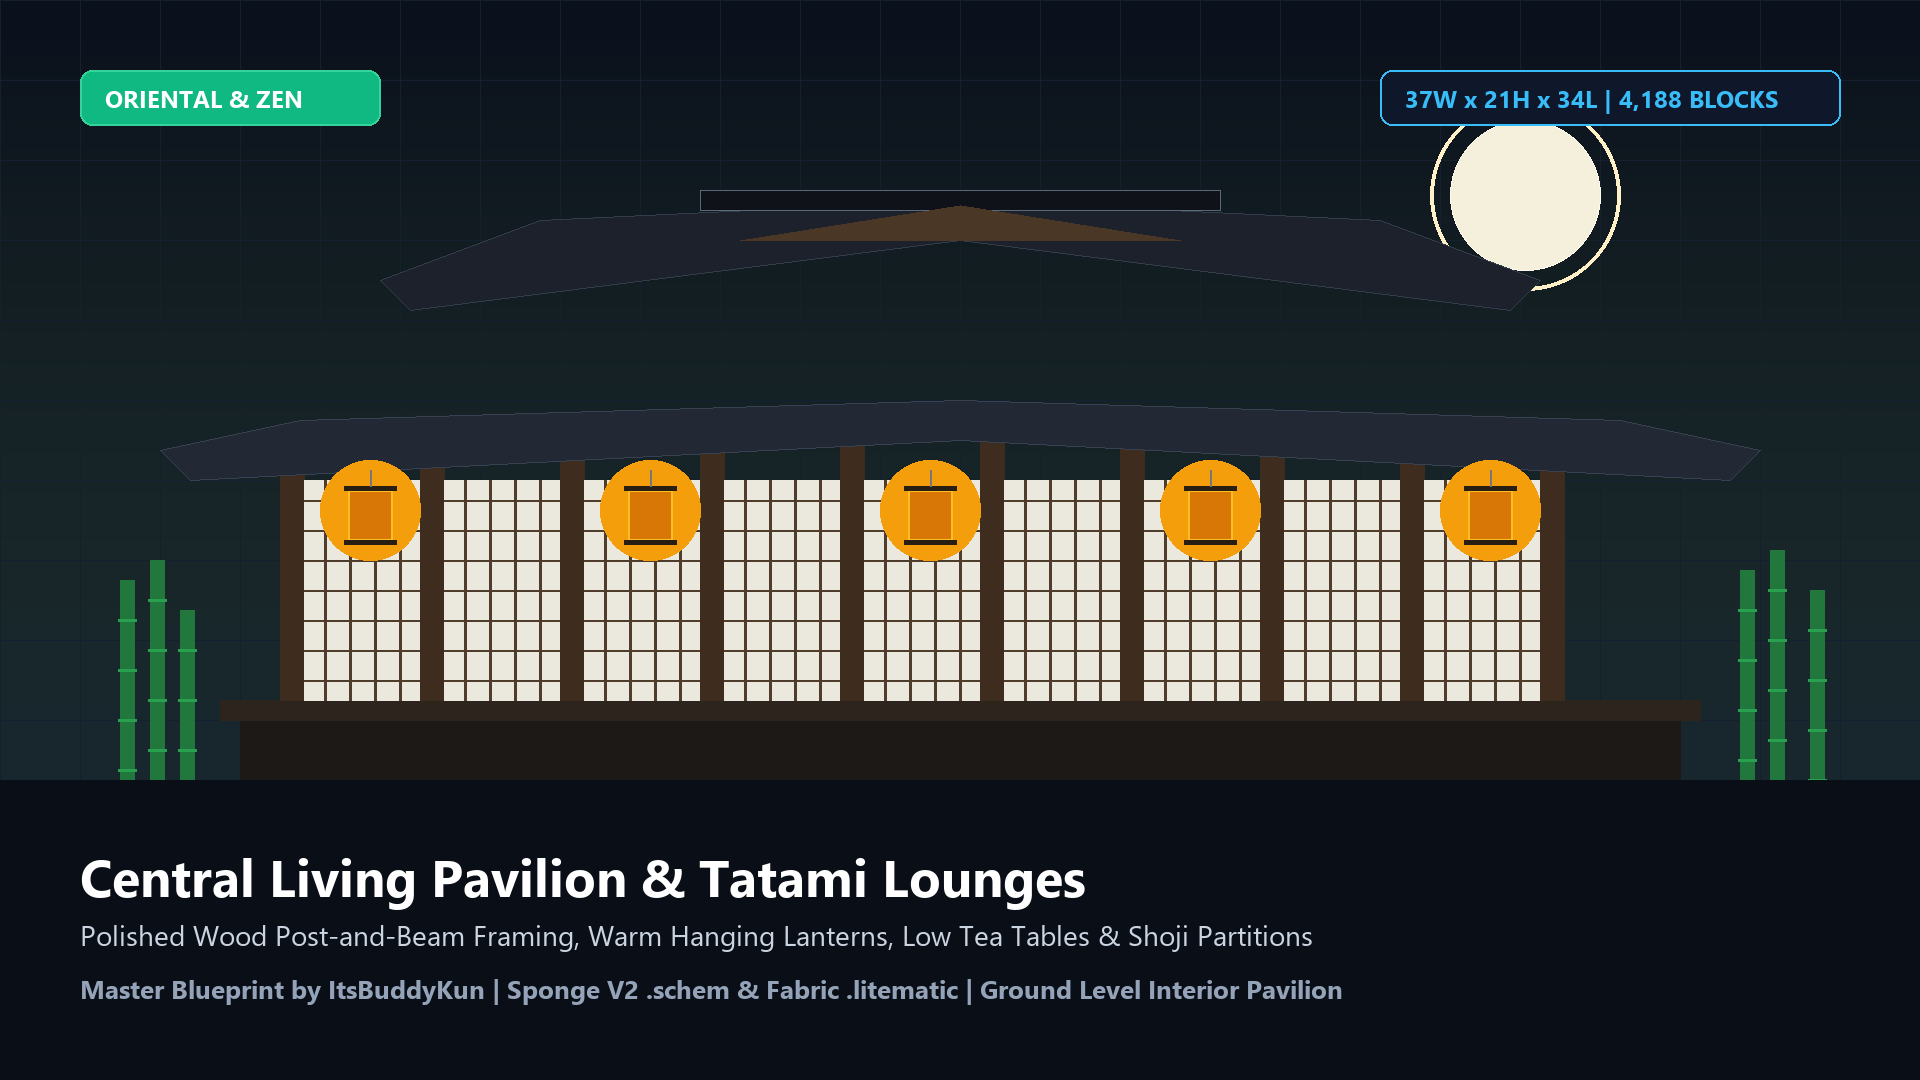 ORIENTAL & ZEN
37W x 21H x 34L | 4,188 BLOCKS
Central Living Pavilion & Tatami Lounges
Polished Wood Post-and-Beam Framing, Warm Hanging Lanterns, Low Tea Tables & Shoji Partitions
Master Blueprint by ItsBuddyKun | Sponge V2 .schem & Fabric .litematic | Ground Level Interior Pavilion